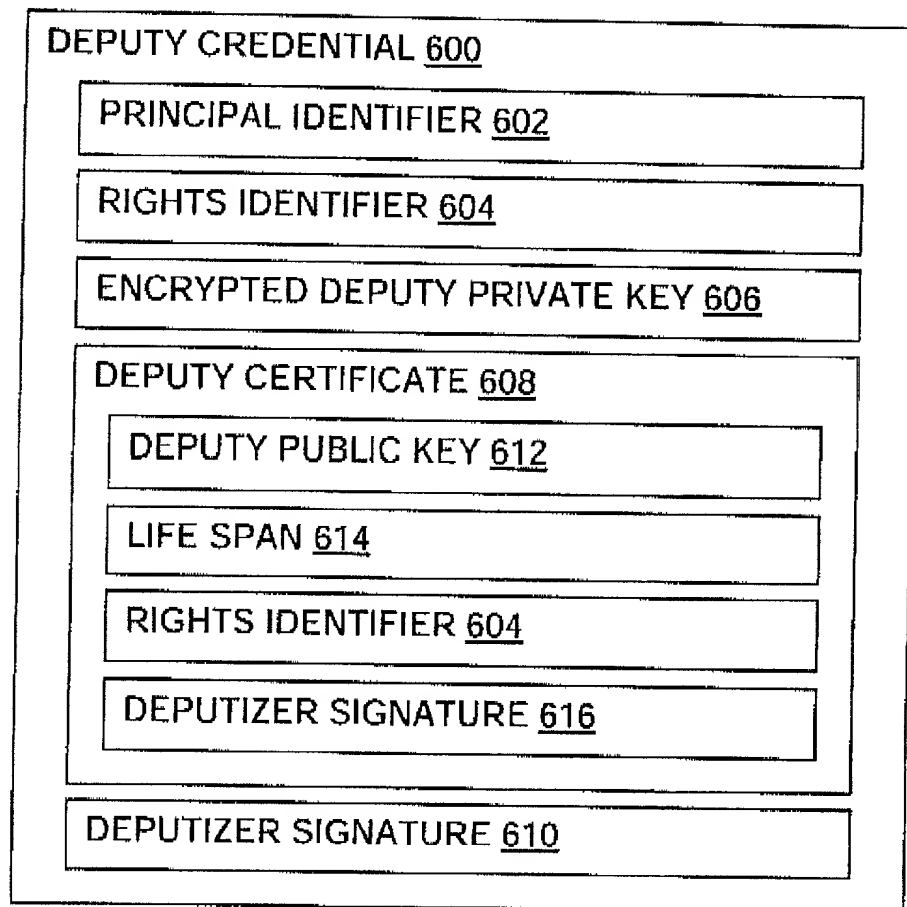 DEPUTY CREDENTIAL 600
PRINCIPAL IDENTIFIER 602
RIGHTS IDENTIFIER 604
ENCRYPTED DEPUTY PRIVATE KEY 606
DEPUTY CERTIFICATE 608
DEPUTY PUBLIC KEY 612
LIFE SPAN 614
RIGHTS IDENTIFIER 604
DEPUTIZER SIGNATURE 616
DEPUTIZER SIGNATURE 610